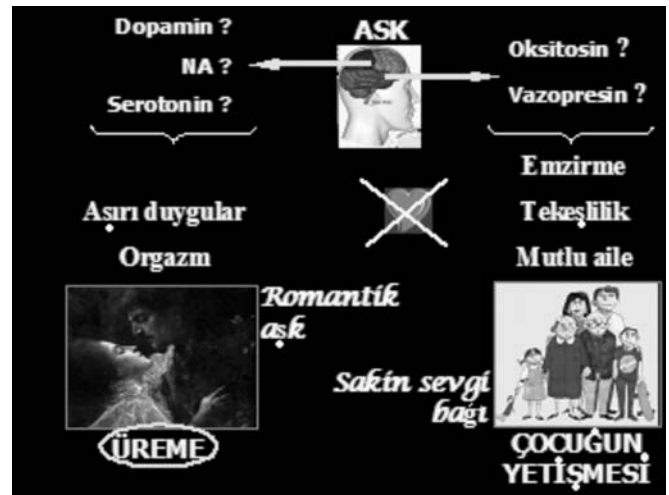 AŞK
Dopamin ?
NA ?
Serotonin ?
Aşırı duygular
Orgazm
Romantik
aşk
ÜREME
Oksitosin ?
Vazopresin ?
Emzirme
Tekeşlilik
Mutlu aile
Sakin sevgi
bağı
ÇOCUĞUN
YETİŞMESİ